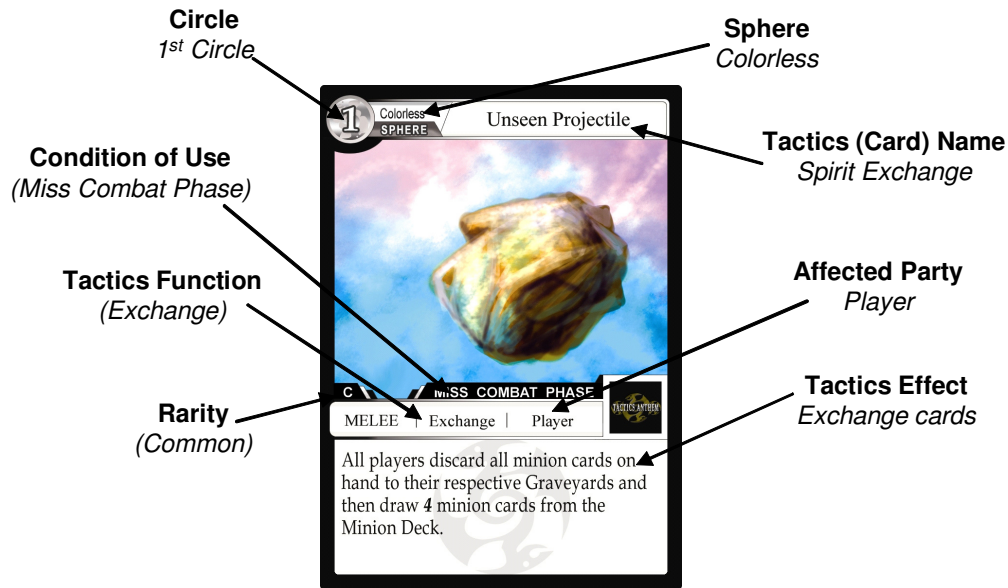 Circle
1st Circle
Sphere
Colorless
1
Colorless
SPHERE
Unseen Projectile
Tactics (Card) Name
Spirit Exchange
Condition of Use
(Miss Combat Phase)
Tactics Function
(Exchange)
Affected Party
Player
Rarity
(Common)
Tactics Effect
Exchange cards
C
MISS COMBAT PHASE
MELEE | Exchange | Player
TACTICS ANTHEM
All players discard all minion cards on
hand to their respective Graveyards and
then draw 4 minion cards from the
Minion Deck.